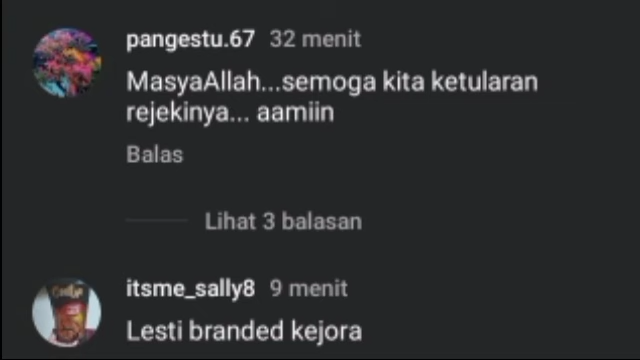 pangestu.67 32 menit
MasyaAllah...semoga kita ketularan
rejekinya... aamiin
Balas
Lihat 3 balasan
itsme_sally8 9 menit
Lesti branded kejora